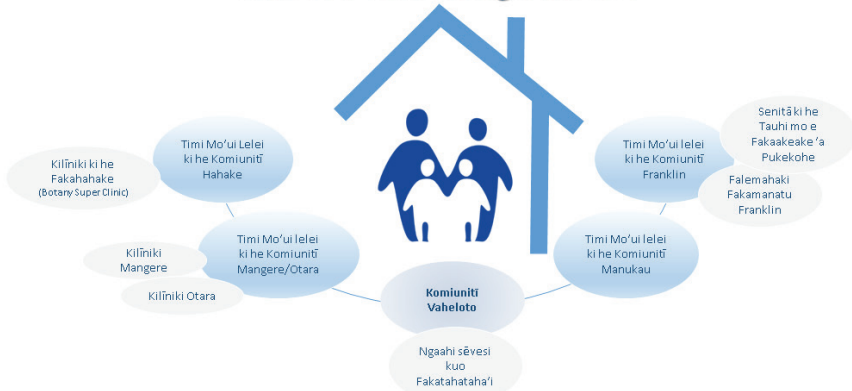 Timi Mo‘ui Lelei
ki he Komiunitī
Hahake
Kilīniki ki he
Fakahahake
(Botany Super Clinic)
Timi Mo‘ui lelei
ki he Komiunitī
Mangere/Otara
Kilīniki
Mangere
Kilīniki Otara
Komiunitī
Vaheloto
Ngaahi sēvesi
kuo
Fakatahataha‘i
Timi Mo‘ui lelei
ki he Komiunitī
Manukau
Timi Mo‘ui lelei
ki he Komiunitī
Franklin
Senitā ki he
Tauhi mo e
Fakaakeake ‘a
Pukekohe
Falemahaki
Fakamanatu
Franklin